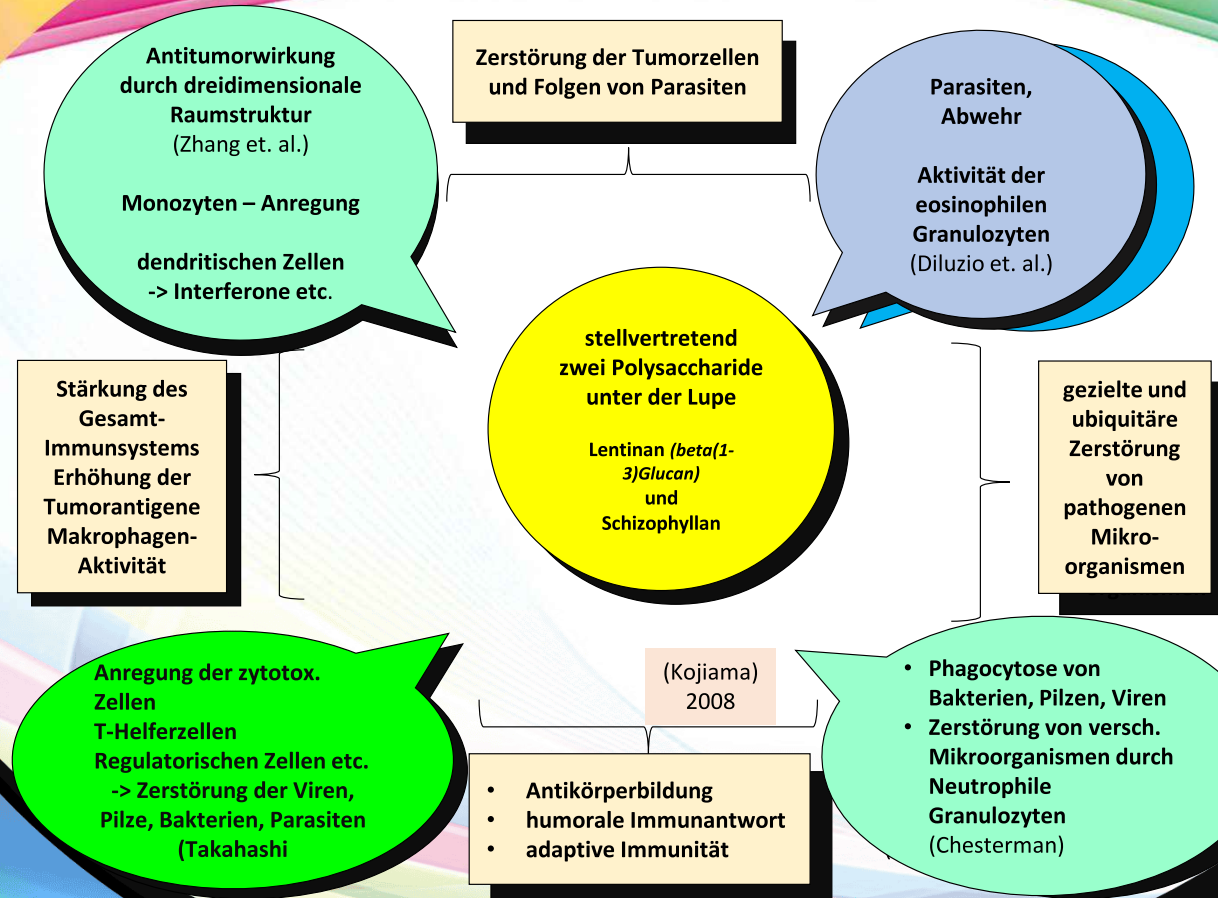 Antitumorwirkung
durch dreidimensionale
Raumstruktur
(Zhang et. al.)
Monozyten – Anregung
dendritischen Zellen
-> Interferone etc.
Zerstörung der Tumorzellen
und Folgen von Parasiten
Parasiten,
Abwehr
Aktivität der
eosinophilen
Granulozyten
(Diluzio et. al.)
Stärkung des
Gesamt-
Immunsystems
Erhöhung der
Tumorantigene
Makrophagen-
Aktivität
stellvertretend
zwei Polysaccharide
unter der Lupe
Lentinan (beta(1-
3)Glucan)
und
Schizophyllan
gezielte und
ubiquitäre
Zerstörung
von
pathogenen
Mikro-
organismen
Anregung der zytotox.
Zellen
T-Helferzellen
Regulatorischen Zellen etc.
-> Zerstörung der Viren,
Pilze, Bakterien, Parasiten
(Takahashi
(Kojiama)
2008
• Antikörperbildung
• humorale Immunantwort
• adaptive Immunität
• Phagocytose von
Bakterien, Pilzen, Viren
• Zerstörung von versch.
Mikroorganismen durch
Neutrophile
Granulozyten
(Chesterman)